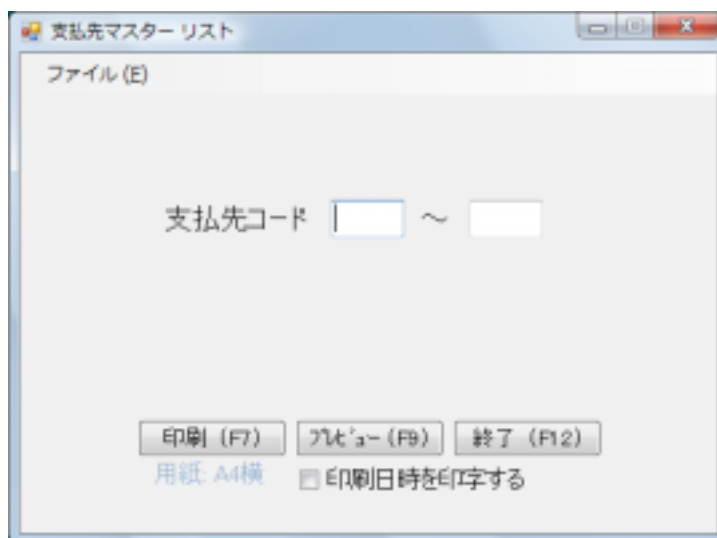 支払先マスター リスト
ファイル(E)
支払先コード ～
印刷 (F7) ﾌﾟﾚﾋﾞｭｰ(F9) 終了 (F12)
用紙: A4横 印刷日時を印字する